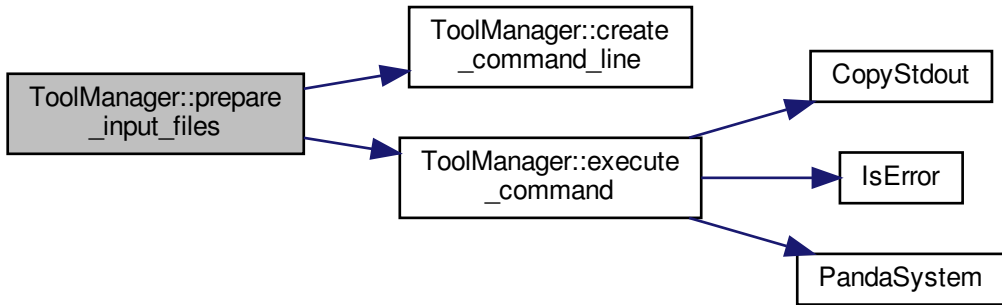 ToolManager::prepare
_input_files
ToolManager::create
_command_line
ToolManager::execute
_command
CopyStdout
IsError
PandaSystem